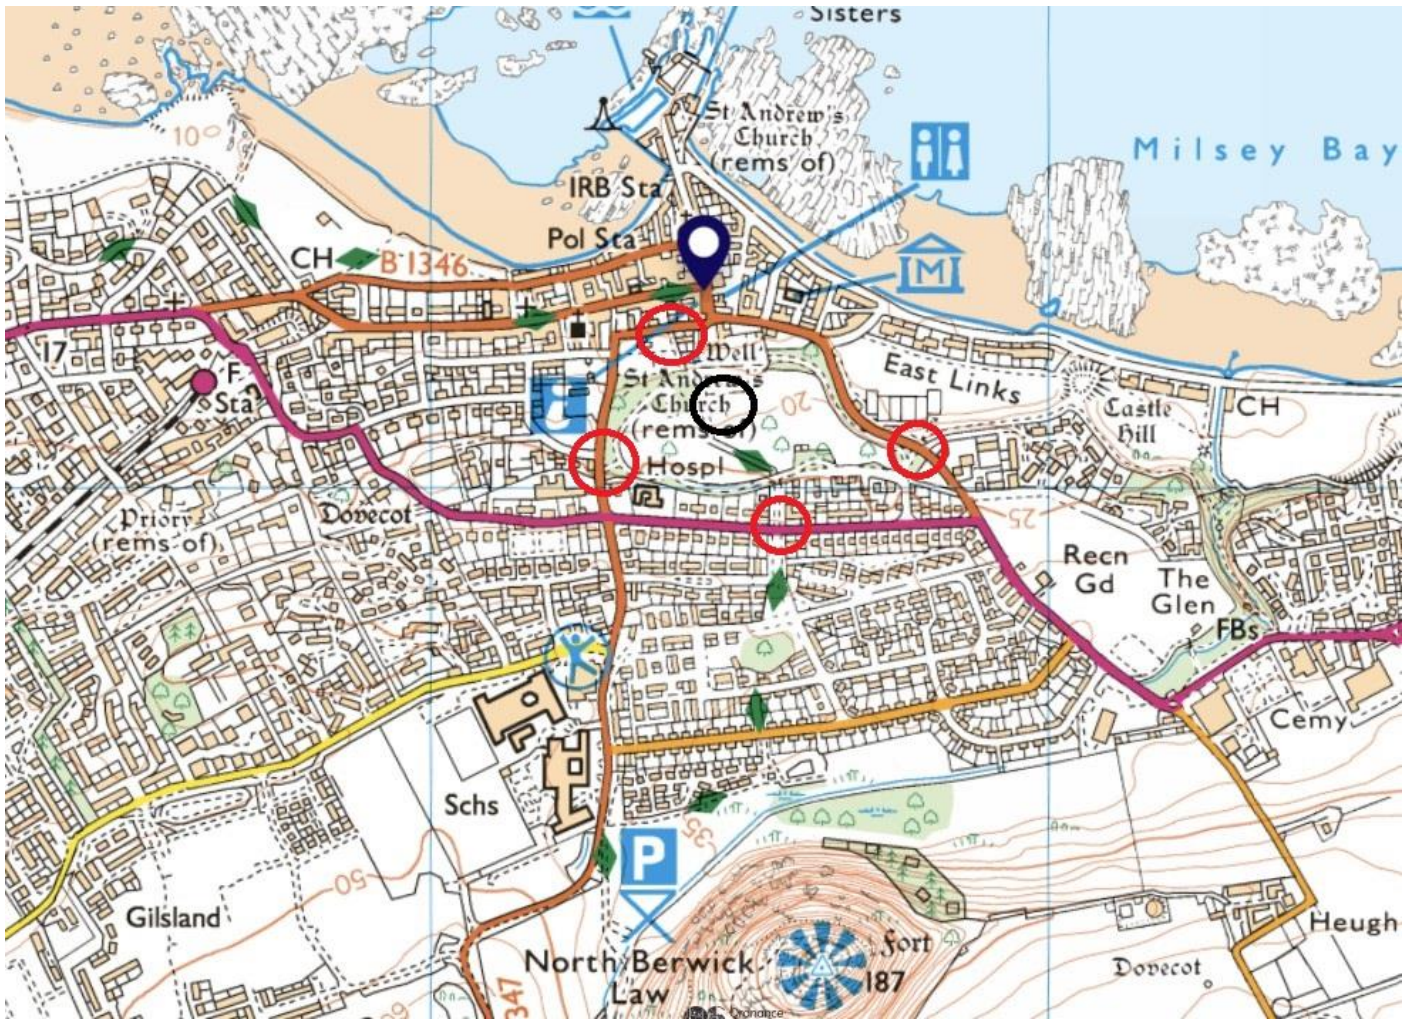 Sisters
St Andrew's
Church
(rems of)
Milsey Bay
10
IRB Sta
Pol Sta
CH
B 1346
M
17
F
Sta
Well
St Andrew's
Church
(rems of)
20
East Links
Castle
Hill
CH
Hospl
Priory
(rems of)
Dovecot
25
Recn
Gd
The
Glen
FBs
Cemy
Schs
35
P
50
Gilsland
Fort
187
North Berwick
Law
347
Dovecot
Heugh
Ordnance